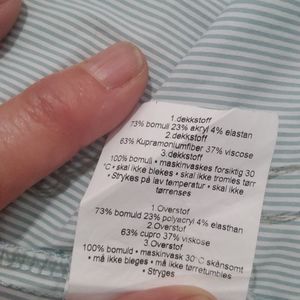 1.dekkstoff
73% bomull 23% akryl 4% elastan
2.dekkstoff
63% Kupramoniumfiber 37% viscose
3.dekkstoff
100% bomull • maskinvaskes forsiktig 30
°C • skal ikke blekes • skal ikke tromles tørr
• Strykes på lav temperatur • skal ikke
tørrenses
1.Overstof
73% bomuld 23% polyacryl 4% elasthan
2.Overstof
63% cupro 37% viskose
3.Overstof
100% bomuld • maskinvask 30°C skånsomt
• må ikke bleges • må ikke tørretumbles
• Stryges